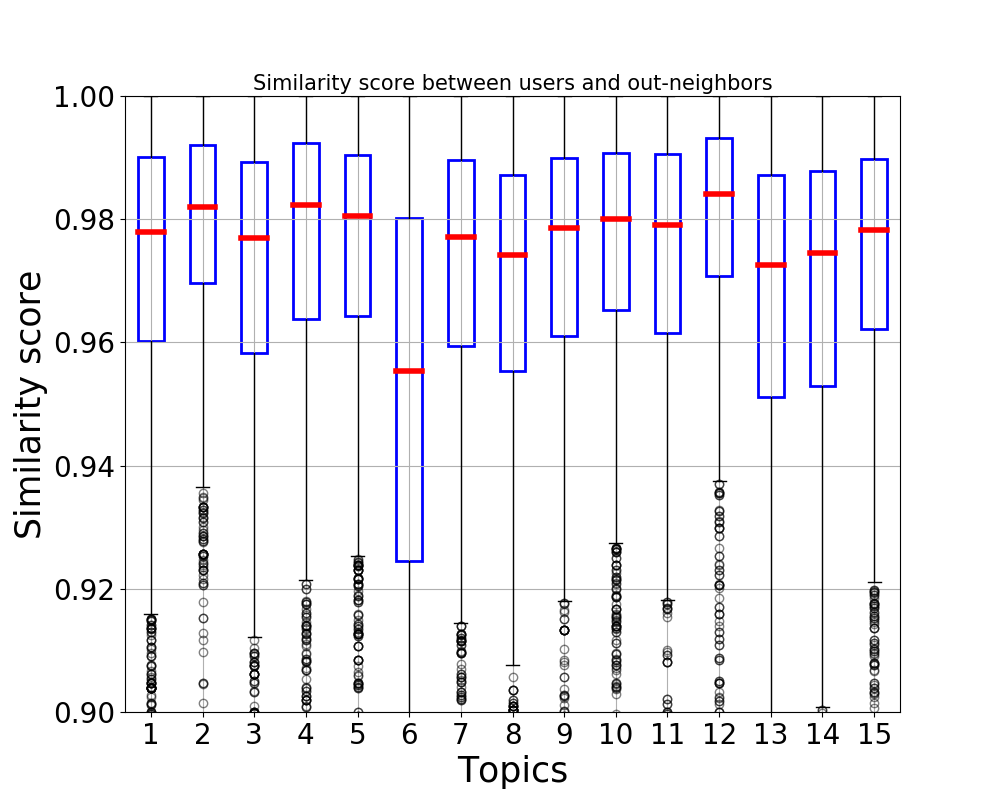 Similarity score between users and out-neighbors
1.00
0.98
0.96
0.94
0.92
0.90
Similarity score
1 2 3 4 5 6 7 8 9 10 11 12 13 14 15
Topics